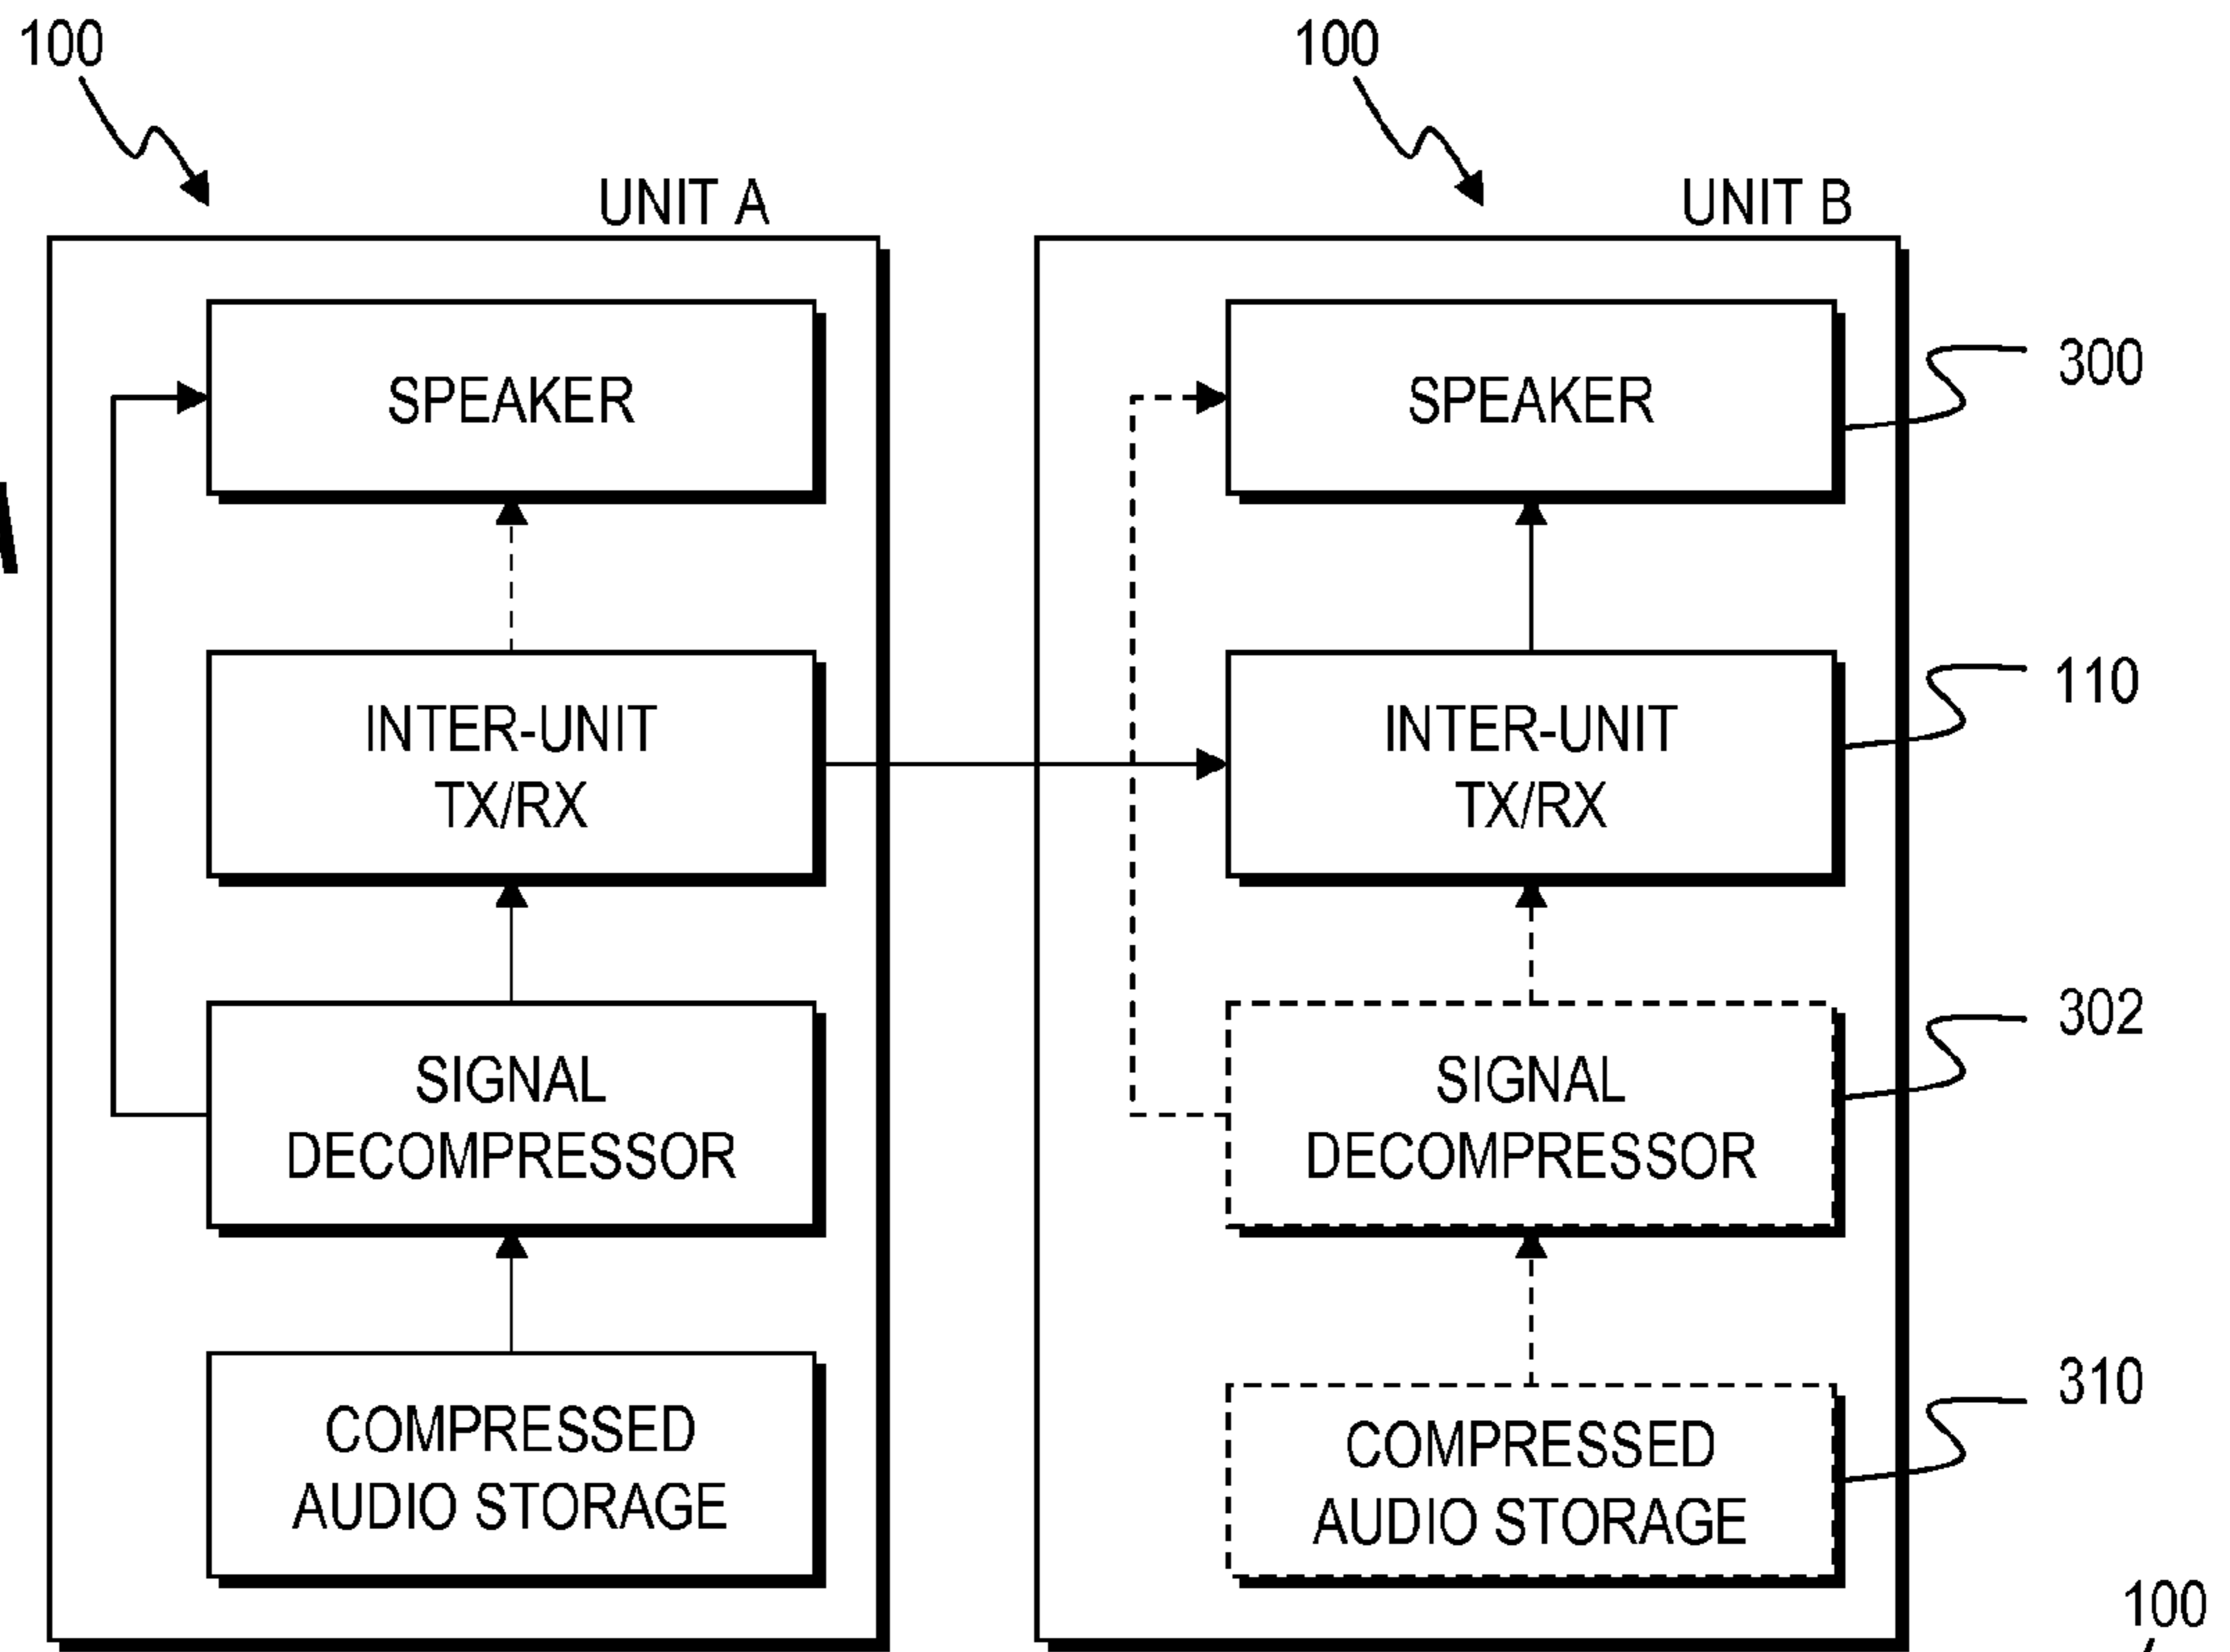 100
100
UNIT A
UNIT B
SPEAKER
SPEAKER
300
INTER-UNIT
TX/RX
INTER-UNIT
TX/RX
110
SIGNAL
DECOMPRESSOR
SIGNAL
DECOMPRESSOR
302
COMPRESSED
AUDIO STORAGE
COMPRESSED
AUDIO STORAGE
310
100